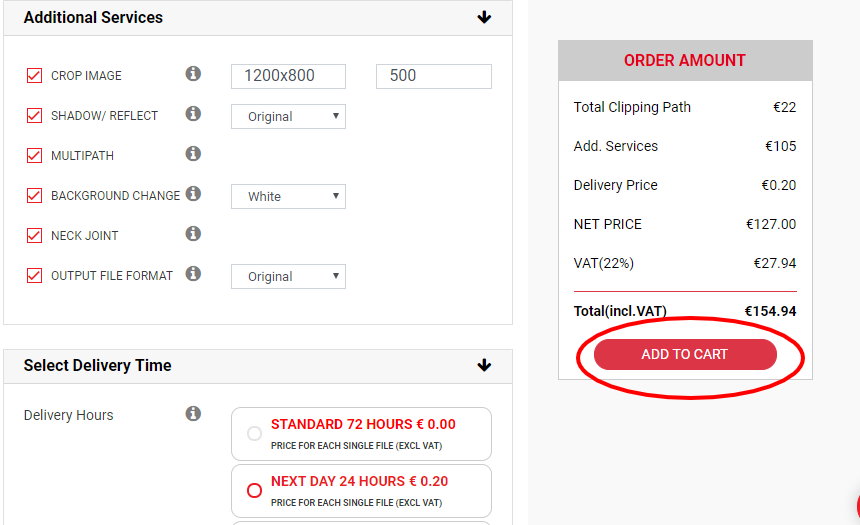 Additional Services
CROP IMAGE 1200x800 500
SHADOW/ REFLECT Original
MULTIPATH
BACKGROUND CHANGE White
NECK JOINT
OUTPUT FILE FORMAT Original
Select Delivery Time
Delivery Hours
STANDARD 72 HOURS € 0.00
PRICE FOR EACH SINGLE FILE (EXCL VAT)
NEXT DAY 24 HOURS € 0.20
PRICE FOR EACH SINGLE FILE (EXCL VAT)
ORDER AMOUNT
Total Clipping Path €22
Add. Services €105
Delivery Price €0.20
NET PRICE €127.00
VAT(22%) €27.94
Total(incl.VAT) €154.94
ADD TO CART